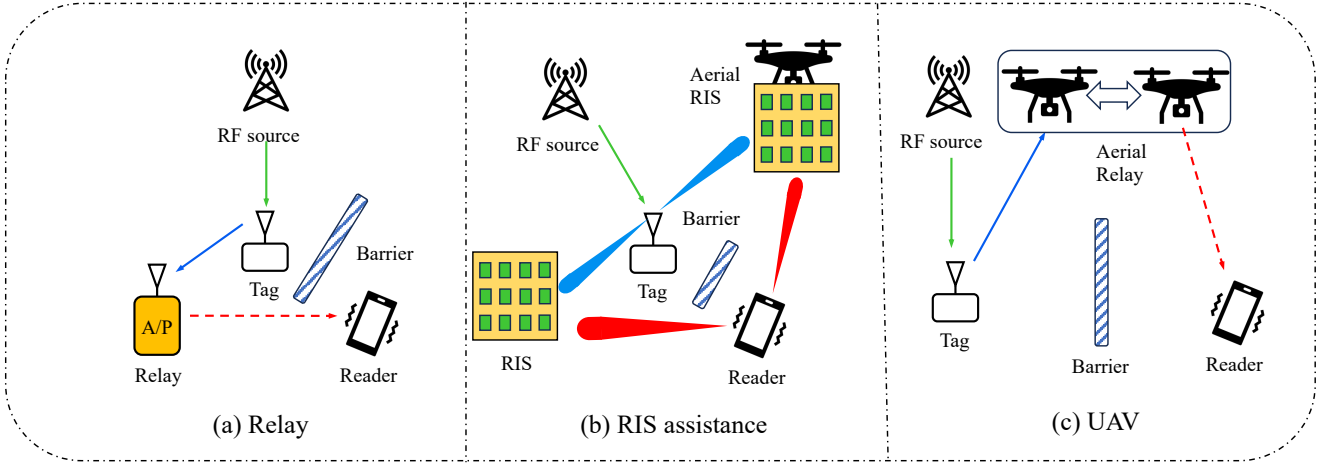 RF source
Tag
Barrier
A/P
Relay
Reader
(a) Relay
RF source
Aerial
RIS
Barrier
Tag
RIS
Reader
(b) RIS assistance
RF source
Aerial
Relay
Tag
Barrier
Reader
(c) UAV